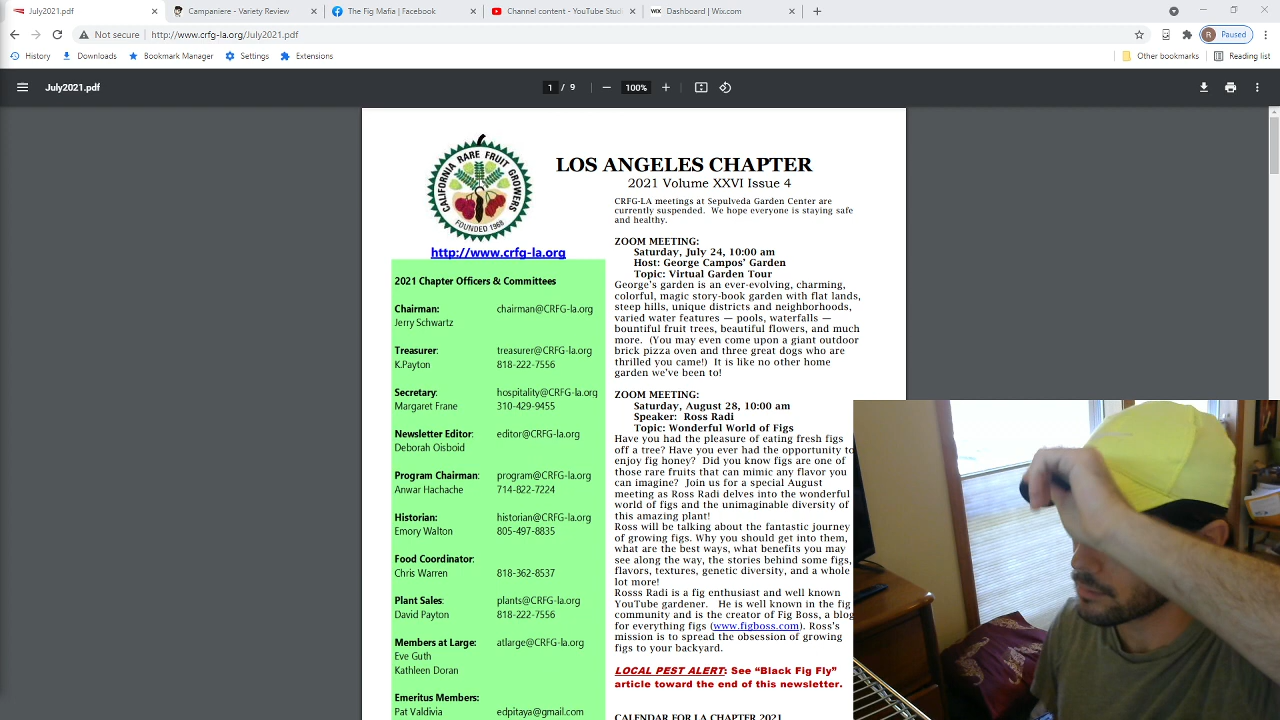 July2021.pdf
Campaniere - Variety Review
The Fig Mafia | Facebook
Content - YouTube Stud
WiX Dashboard | Wix.com
Not secure | http://www.crfg-la.org/July2021.pdf
R Paused
History Downloads Bookmark Manager Settings Extensions
Other bookmarks Reading list
July2021.pdf
1 / 9
100%
CALIFORNIA RARE FRUIT GROWERS
FOUNDED 1968
http://www.crfg-la.org
2021 Chapter Officers & Committees
Chairman: chairman@CRFG-la.org
Jerry Schwartz
Treasurer: treasurer@CRFG-la.org
K.Payton 818-222-7556
Secretary: hospitality@CRFG-la.org
Margaret Frane 310-429-9455
Newsletter Editor: editor@CRFG-la.org
Deborah Oisboid
Program Chairman: program@CRFG-la.org
Anwar Hachache 714-822-7224
Historian: historian@CRFG-la.org
Emory Walton 805-497-8835
Food Coordinator:
Chris Warren 818-362-8537
Plant Sales: plants@CRFG-la.org
David Payton 818-222-7556
Members at Large: atlarge@CRFG-la.org
Eve Guth
Kathleen Doran
Emeritus Members:
Pat Valdivia edpitaya@gmail.com
LOS ANGELES CHAPTER
2021 Volume XXVI Issue 4
CRFG-LA meetings at Sepulveda Garden Center are
currently suspended. We hope everyone is staying safe
and healthy.
ZOOM MEETING:
Saturday, July 24, 10:00 am
Host: George Campos' Garden
Topic: Virtual Garden Tour
George's garden is an ever-evolving, charming,
colorful, magic story-book garden with flat lands,
steep hills, unique districts and neighborhoods,
varied water features — pools, waterfalls —
bountiful fruit trees, beautiful flowers, and much
more. (You may even come upon a giant outdoor
brick pizza oven and three great dogs who are
thrilled you came!) It is like no other home
garden we've been to!
ZOOM MEETING:
Saturday, August 28, 10:00 am
Speaker: Ross Radi
Topic: Wonderful World of Figs
Have you had the pleasure of eating fresh figs
off a tree? Have you ever had the opportunity to
enjoy fig honey? Did you know figs are one of
those rare fruits that can mimic any flavor you
can imagine? Join us for a special August
meeting as Ross Radi delves into the wonderful
world of figs and the unimaginable diversity of
this amazing plant!
Ross will be talking about the fantastic journey
of growing figs. Why you should get into them,
what are the best ways, what benefits you may
see along the way, the stories behind some figs,
flavors, textures, genetic diversity, and a whole
lot more!
Rosss Radi is a fig enthusiast and well known
YouTube gardener. He is well known in the fig
community and is the creator of Fig Boss, a blog
for everything figs (www.figboss.com). Ross's
mission is to spread the obsession of growing
figs to your backyard.
LOCAL PEST ALERT: See "Black Fig Fly"
article toward the end of this newsletter.
CALENDAR FOR LA CHAPTER 2021